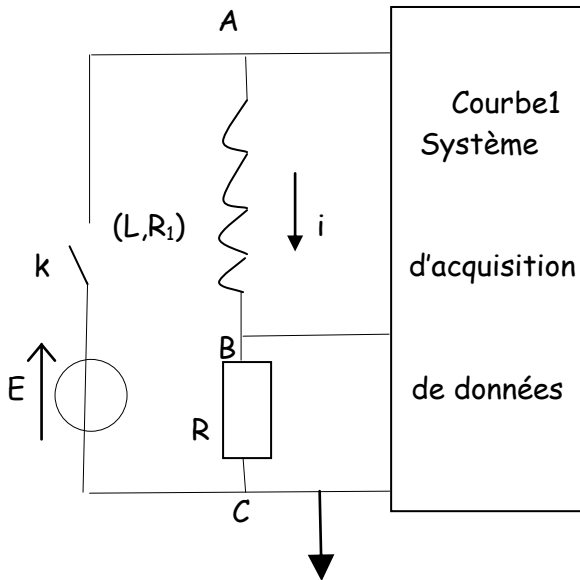 A
Courbe1
Système
(L,R₁)
i
k
d'acquisition
B
E
de données
R
C